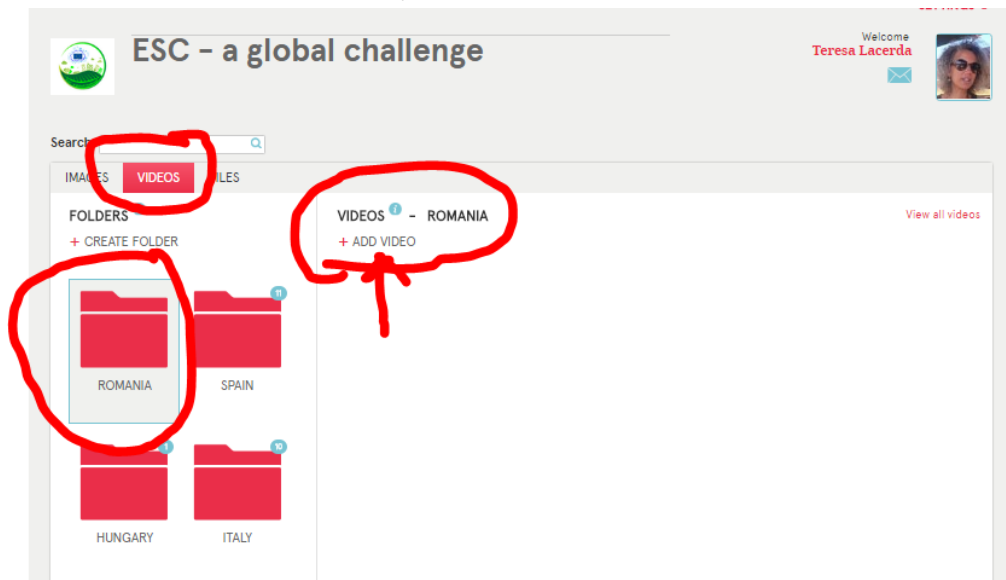 ESC - a global challenge
Welcome
Teresa Lacerda
Search
IMAGES VIDEOS FILES
FOLDERS
+ CREATE FOLDER
VIDEOS i - ROMANIA
+ ADD VIDEO
View all videos
11
ROMANIA SPAIN
1 10
HUNGARY ITALY